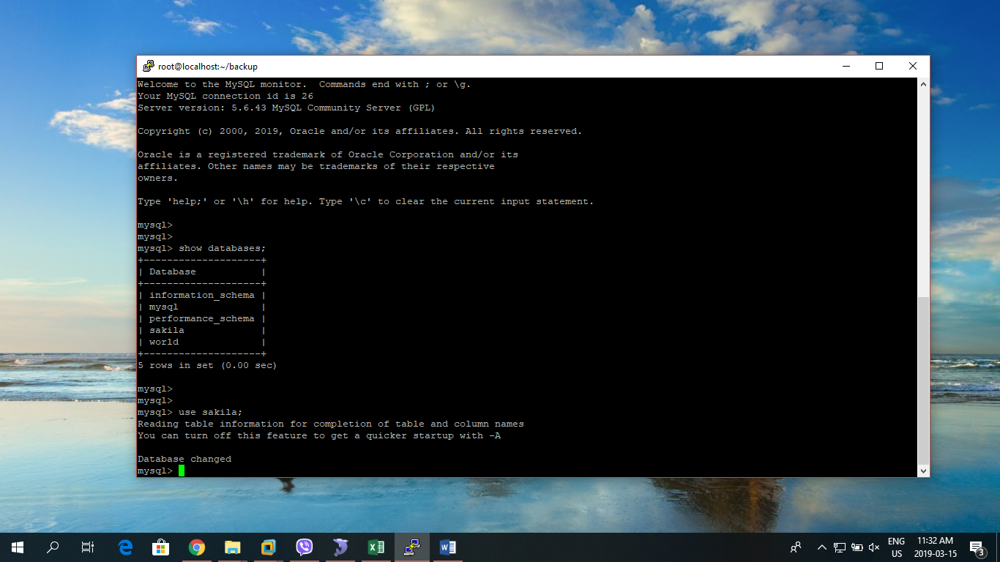 root@localhost:~/backup
Welcome to the MySQL monitor.  Commands end with ; or \g.
Your MySQL connection id is 26
Server version: 5.6.43 MySQL Community Server (GPL)
Copyright (c) 2000, 2019, Oracle and/or its affiliates. All rights reserved.
Oracle is a registered trademark of Oracle Corporation and/or its
affiliates. Other names may be trademarks of their respective
owners.
Type 'help;' or '\h' for help. Type '\c' to clear the current input statement.
mysql>
mysql>
mysql> show databases;
+--------------------+
| Database           |
+--------------------+
| information_schema |
| mysql              |
| performance_schema |
| sakila             |
| world              |
+--------------------+
5 rows in set (0.00 sec)
mysql>
mysql>
mysql> use sakila;
Reading table information for completion of table and column names
You can turn off this feature to get a quicker startup with -A
Database changed
mysql>
ENG
US
11:32 AM
2019-03-15
3